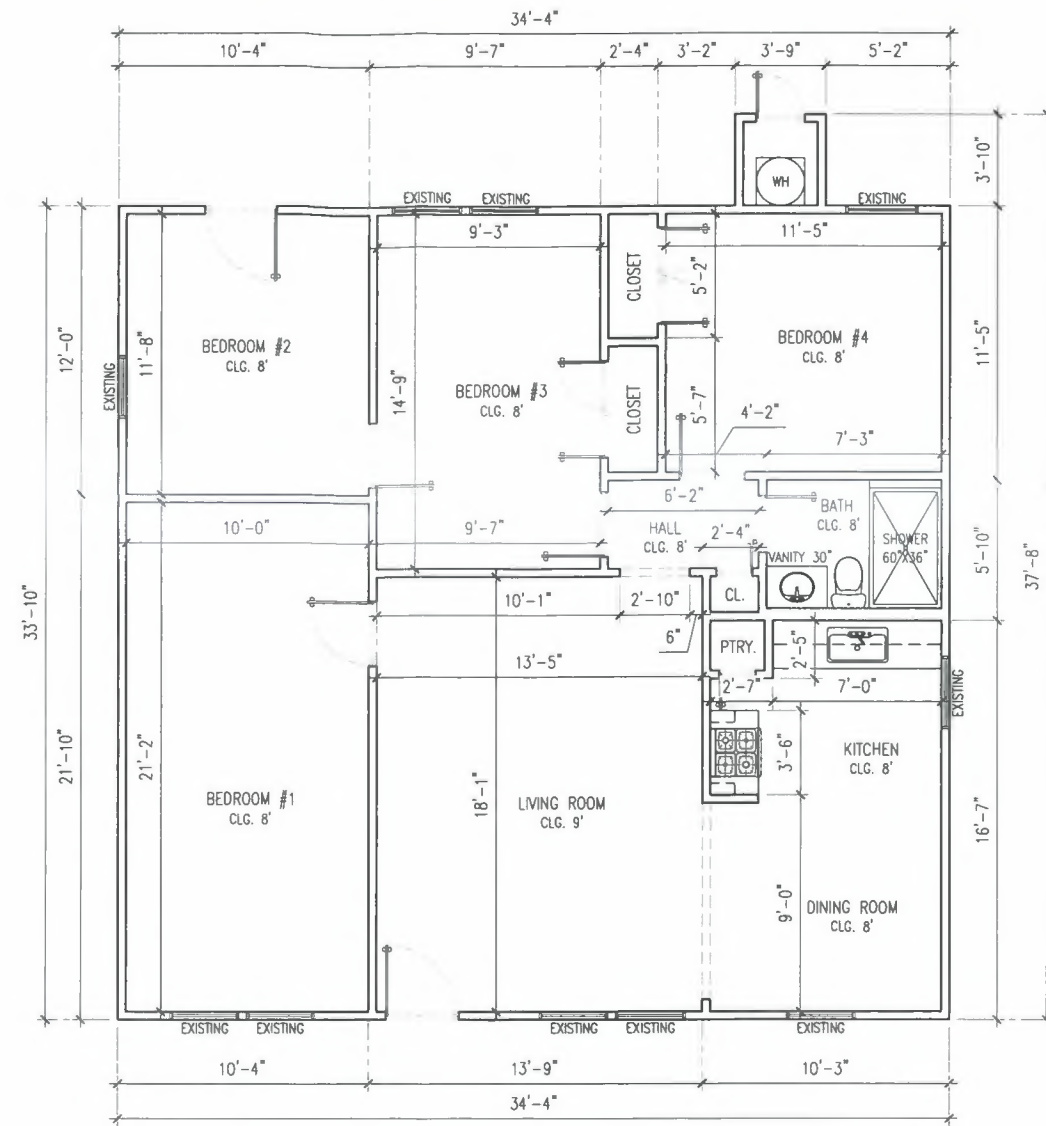 34'-4"
10'-4" 9'-7" 2'-4" 3'-2" 3'-9" 5'-2"
3'-10"
WH
EXISTING EXISTING EXISTING
9'-3" 11'-5"
CLOSET 5'-2"
BEDROOM #2
CLG. 8'
BEDROOM #4
CLG. 8'
12'-0" 11'-8" 11'-5"
EXISTING
BEDROOM #3
CLG. 8'
14'-9" CLOSET 5'-7"
4'-2"
7'-3"
6'-2"
BATH
CLG. 8'
10'-0" 9'-7"
HALL
CLG. 8'
2'-4"
SHOWER
60"X36"
VANITY 30"
5'-10"
37'-8"
33'-10"
CL.
10'-1" 2'-10"
6"
PTRY.
2'-5"
13'-5"
2'-7" 7'-0"
EXISTING
3'-6"
KITCHEN
CLG. 8'
21'-10" 21'-2"
BEDROOM #1
CLG. 8'
18'-1"
LIVING ROOM
CLG. 9'
16'-7"
9'-0"
DINING ROOM
CLG. 8'
EXISTING EXISTING EXISTING EXISTING EXISTING
10'-4" 13'-9" 10'-3"
34'-4"